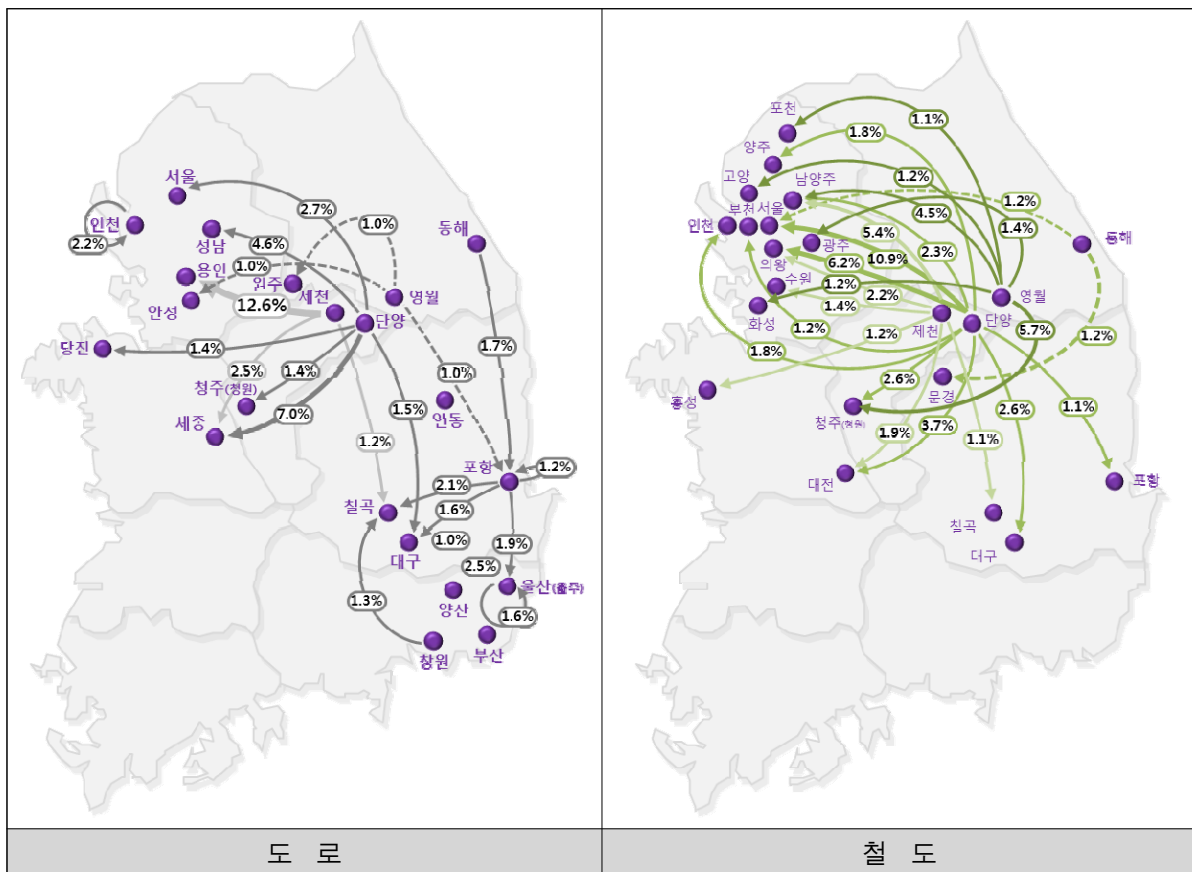 서울
2.7%
1.0%
인천
2.2%
성남
4.6%
동해
1.0%
용인
원주
제천
영월
안성
12.6%
단양
당진
1.4%
1.7%
2.5%
1.4%
1.0%
청주(청원)
1.5%
안동
7.0%
세종
1.2%
포항
1.2%
2.1%
칠곡
1.6%
1.0%
대구
1.9%
2.5%
양산
1.3%
1.6%
창원
부산
도 로
포천
1.1%
1.8%
양주
1.2%
고양
남양주
1.2%
4.5%
1.4%
인천
부천
서울
5.4%
광주
2.3%
동해
의왕
6.2%
10.9%
수원
2.2%
1.2%
1.4%
영월
화성
제천
단양
1.2%
1.2%
5.7%
1.2%
1.8%
2.6%
문경
홍성
청주(청원)
2.6%
1.1%
1.9%
3.7%
1.1%
대전
포항
칠곡
대구
철 도